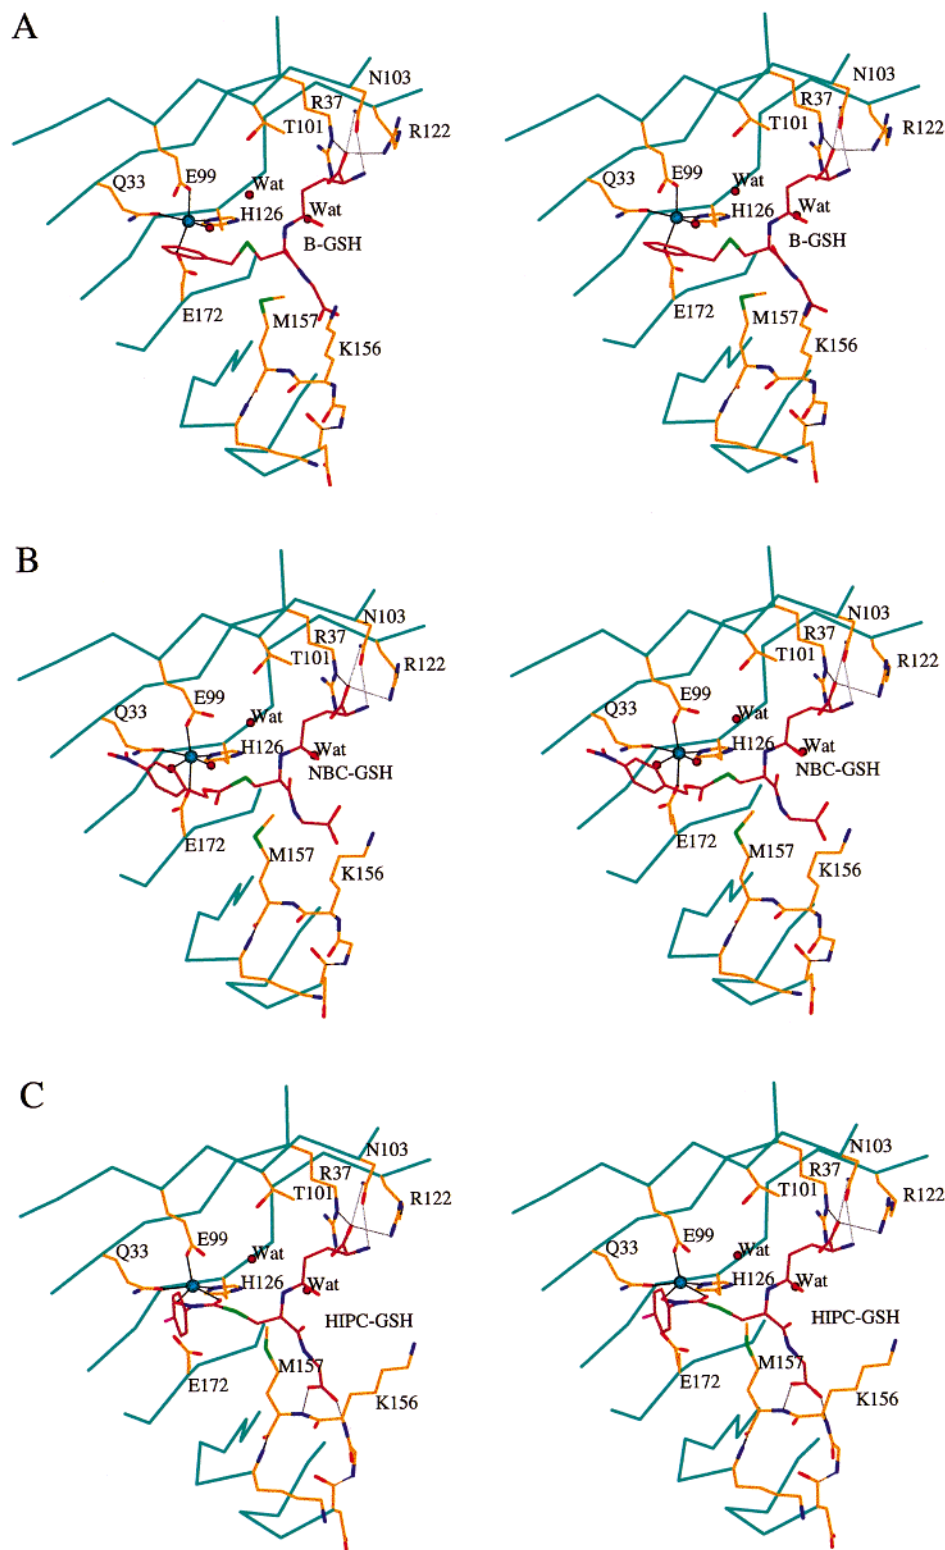 A
N103
R37
T101
R122
Q33
E99
Wat
H126
Wat
B-GSH
E172
M157
K156
N103
R37
T101
R122
Q33
E99
Wat
H126
Wat
B-GSH
E172
M157
K156
B
N103
R37
T101
R122
Q33
E99
Wat
H126
Wat
NBC-GSH
E172
M157
K156
N103
R37
T101
R122
Q33
E99
Wat
H126
Wat
NBC-GSH
E172
M157
K156
C
N103
R37
T101
R122
Q33
E99
Wat
H126
Wat
HIPC-GSH
E172
M157
K156
N103
R37
T101
R122
Q33
E99
Wat
H126
Wat
HIPC-GSH
E172
M157
K156